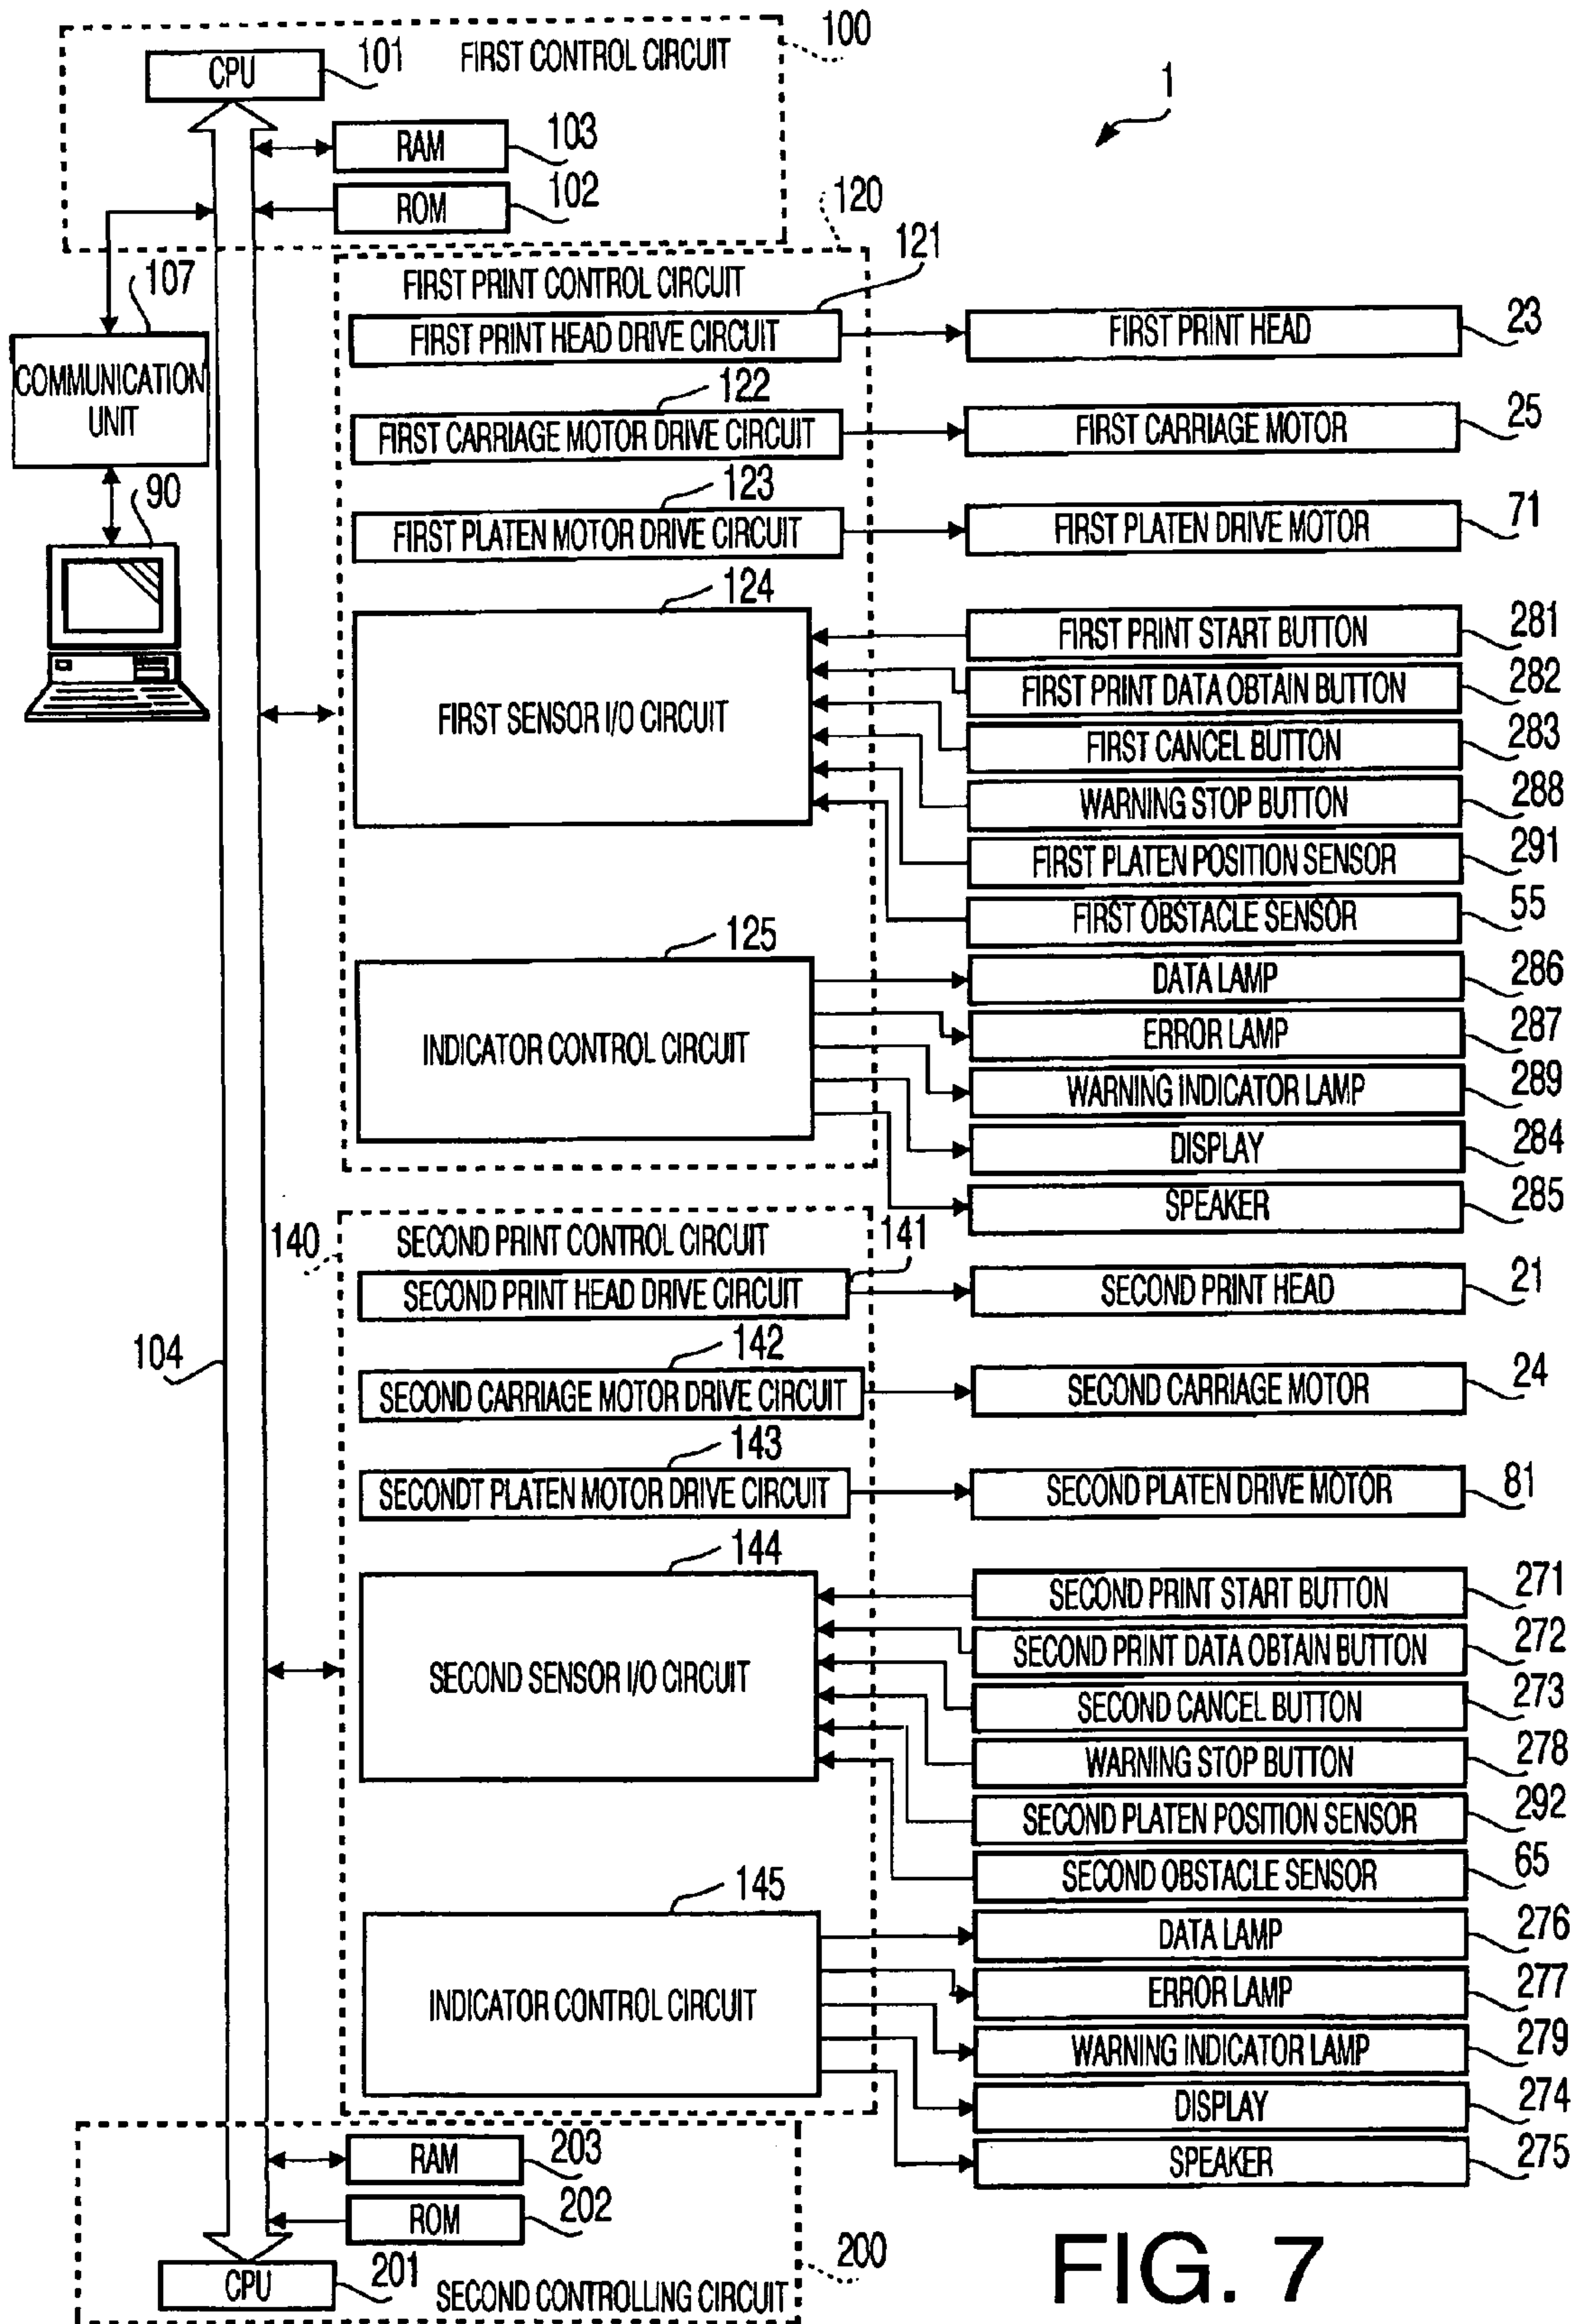 100
CPU
101
FIRST CONTROL CIRCUIT
1
RAM
103
ROM
102
120
107
COMMUNICATION
UNIT
90
FIRST PRINT CONTROL CIRCUIT
121
FIRST PRINT HEAD DRIVE CIRCUIT
FIRST PRINT HEAD
23
122
FIRST CARRIAGE MOTOR DRIVE CIRCUIT
FIRST CARRIAGE MOTOR
25
123
FIRST PLATEN MOTOR DRIVE CIRCUIT
FIRST PLATEN DRIVE MOTOR
71
124
FIRST SENSOR I/O CIRCUIT
FIRST PRINT START BUTTON
281
FIRST PRINT DATA OBTAIN BUTTON
282
FIRST CANCEL BUTTON
283
WARNING STOP BUTTON
288
FIRST PLATEN POSITION SENSOR
291
FIRST OBSTACLE SENSOR
55
125
INDICATOR CONTROL CIRCUIT
DATA LAMP
286
ERROR LAMP
287
WARNING INDICATOR LAMP
289
DISPLAY
284
SPEAKER
285
140
SECOND PRINT CONTROL CIRCUIT
141
SECOND PRINT HEAD DRIVE CIRCUIT
SECOND PRINT HEAD
21
104
142
SECOND CARRIAGE MOTOR DRIVE CIRCUIT
SECOND CARRIAGE MOTOR
24
143
SECONDT PLATEN MOTOR DRIVE CIRCUIT
SECOND PLATEN DRIVE MOTOR
81
144
SECOND SENSOR I/O CIRCUIT
SECOND PRINT START BUTTON
271
SECOND PRINT DATA OBTAIN BUTTON
272
SECOND CANCEL BUTTON
273
WARNING STOP BUTTON
278
SECOND PLATEN POSITION SENSOR
292
SECOND OBSTACLE SENSOR
65
145
INDICATOR CONTROL CIRCUIT
DATA LAMP
276
ERROR LAMP
277
WARNING INDICATOR LAMP
279
DISPLAY
274
SPEAKER
275
RAM
203
ROM
202
200
CPU
201
SECOND CONTROLLING CIRCUIT
FIG. 7